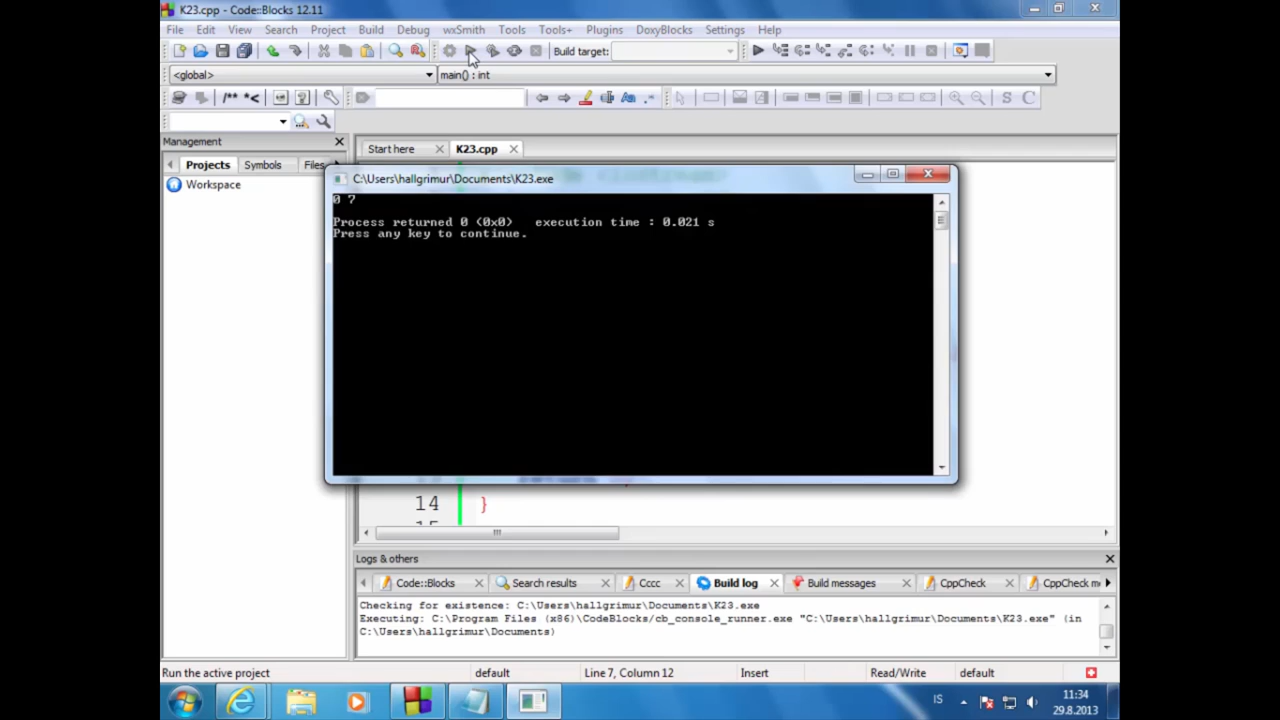 K23.cpp - Code::Blocks 12.11
File Edit View Search Project Build Debug wxSmith Tools Tools+ Plugins DoxyBlocks Settings Help
Build target:
<global> main() : int
/** *<
Aa .*
S C
Management
Start here K23.cpp
Projects Symbols Files
Workspace
C:\Users\hallgrimur\Documents\K23.exe
0 7
Process returned 0 (0x0) execution time : 0.021 s
Press any key to continue.
14 }
15
Logs & others
Code::Blocks Search results Cccc Build log Build messages CppCheck CppCheck me
Checking for existence: C:\Users\hallgrimur\Documents\K23.exe
Executing: C:\Program Files (x86)\CodeBlocks/cb_console_runner.exe "C:\Users\hallgrimur\Documents\K23.exe" (in
C:\Users\hallgrimur\Documents)
Run the active project default Line 7, Column 12 Insert Read/Write default
IS 11:34
29.8.2013